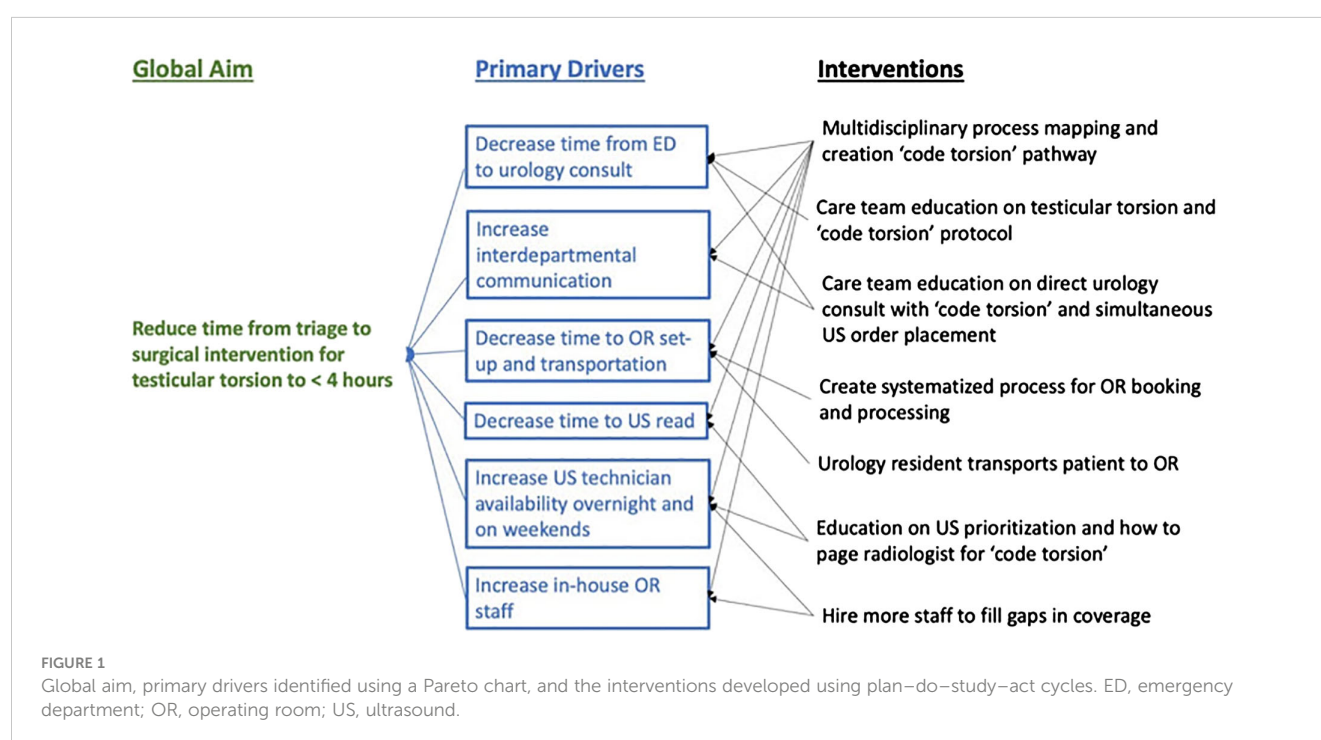 Global Aim
Primary Drivers
Interventions
Reduce time from triage to
surgical intervention for
testicular torsion to < 4 hours
Decrease time from ED
to urology consult
Increase
interdepartmental
communication
Decrease time to OR set-
up and transportation
Decrease time to US read
Increase US technician
availability overnight and
on weekends
Increase in-house OR
staff
Multidisciplinary process mapping and
creation ‘code torsion’ pathway
Care team education on testicular torsion and
‘code torsion’ protocol
Care team education on direct urology
consult with ‘code torsion’ and simultaneous
US order placement
Create systematized process for OR booking
and processing
Urology resident transports patient to OR
Education on US prioritization and how to
page radiologist for ‘code torsion’
Hire more staff to fill gaps in coverage
FIGURE 1
Global aim, primary drivers identified using a Pareto chart, and the interventions developed using plan–do–study–act cycles. ED, emergency
department; OR, operating room; US, ultrasound.